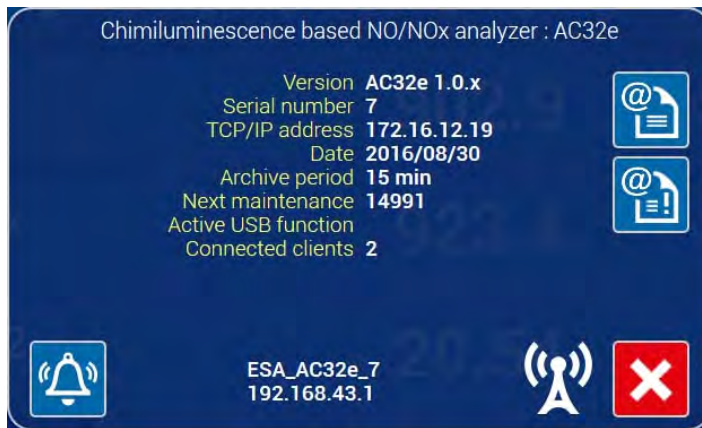 Chimiluminescence based NO/NOx analyzer : AC32e
Version AC32e 1.0.x
Serial number 7
TCP/IP address 172.16.12.19
Date 2016/08/30
Archive period 15 min
Next maintenance 14991
Active USB function
Connected clients 2
ESA_AC32e_7
192.168.43.1